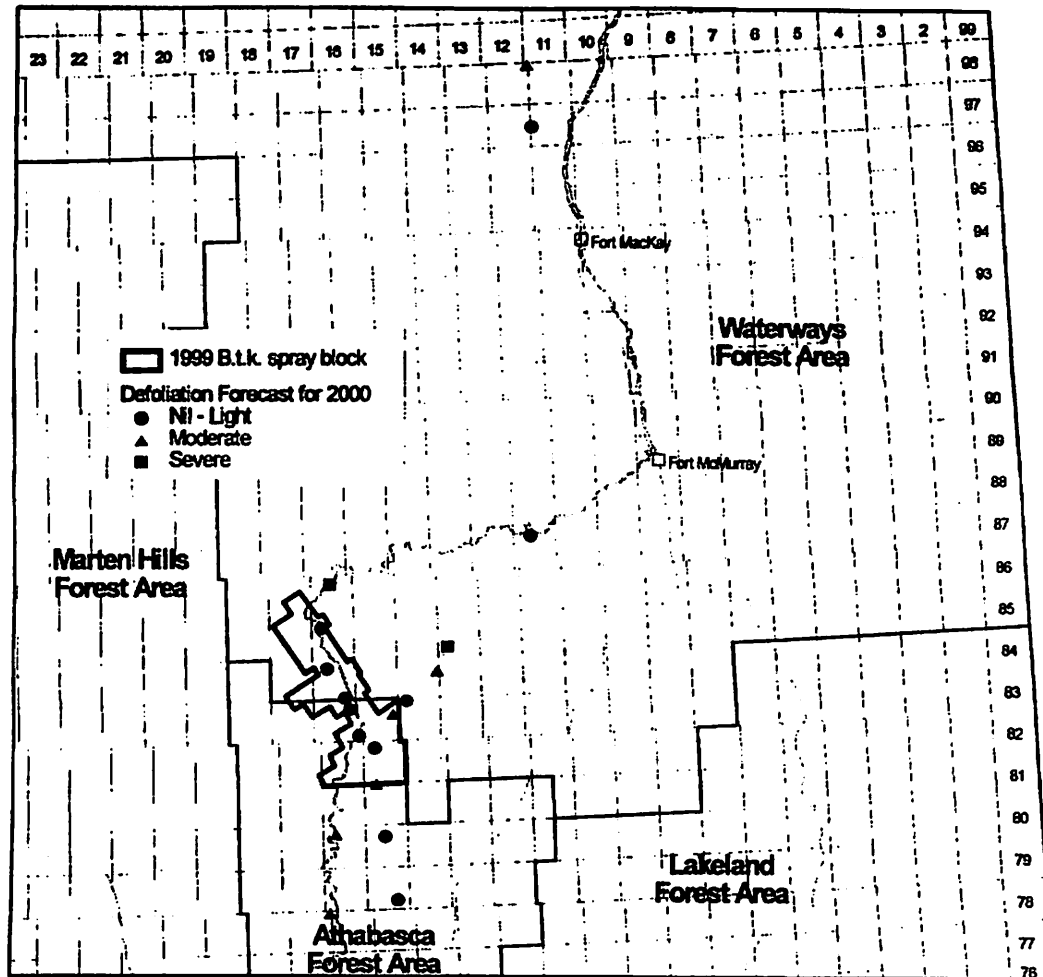 23 22 21 20 19 18 17 16 15 14 13 12 11 10 9 8 7 6 5 4 3 2 99
98
97
96
95
94
Fort MacKay
93
92
Waterways
Forest Area
91
1999 B.t.k. spray block
Defoliation Forecast for 2000
Nil - Light
Moderate
Severe
90
89
Fort McMurray
88
87
Marten Hills
Forest Area
86
85
84
83
82
81
80
79
Lakeland
Forest Area
78
77
Athabasca
Forest Area
76